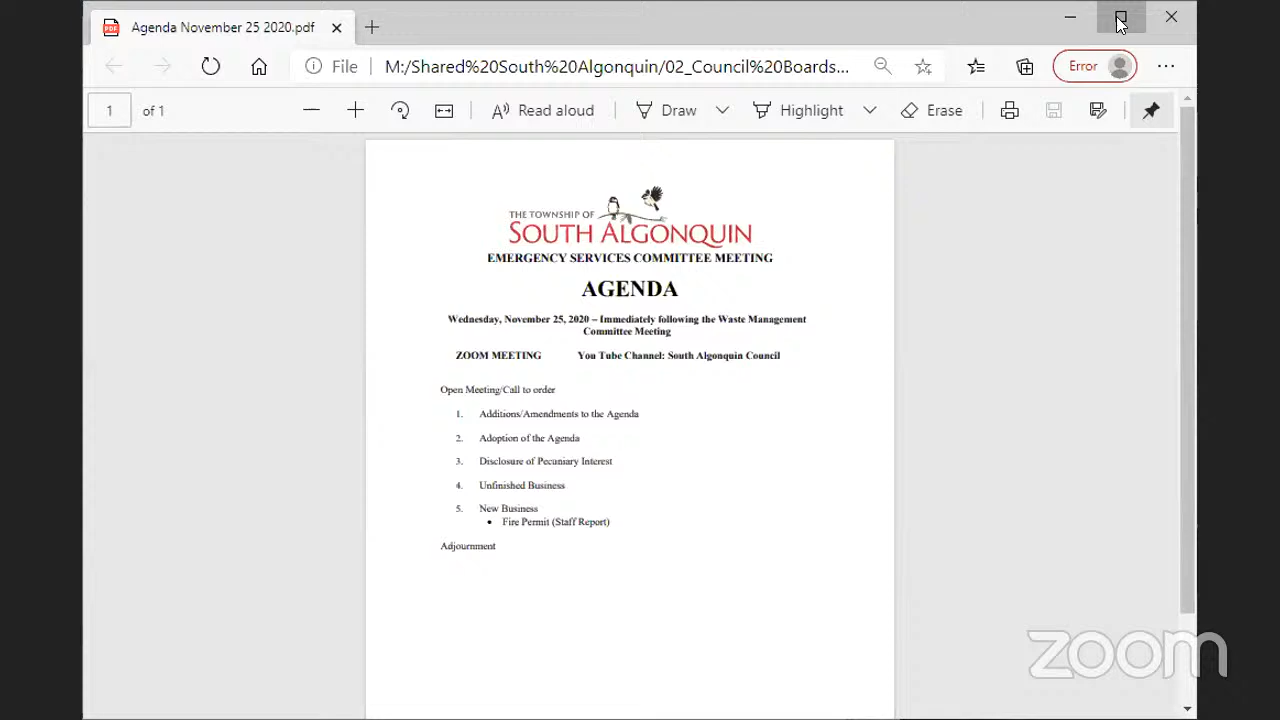 Agenda November 25 2020.pdf
File M:/Shared%20South%20Algonquin/02_Council%20Boards... Error
1 of 1 Read aloud Draw Highlight Erase
THE TOWNSHIP OF
SOUTH ALGONQUIN
EMERGENCY SERVICES COMMITTEE MEETING
AGENDA
Wednesday, November 25, 2020 – Immediately following the Waste Management
Committee Meeting
ZOOM MEETING You Tube Channel: South Algonquin Council
Open Meeting/Call to order
1. Additions/Amendments to the Agenda
2. Adoption of the Agenda
3. Disclosure of Pecuniary Interest
4. Unfinished Business
5. New Business
• Fire Permit (Staff Report)
Adjournment
zoom